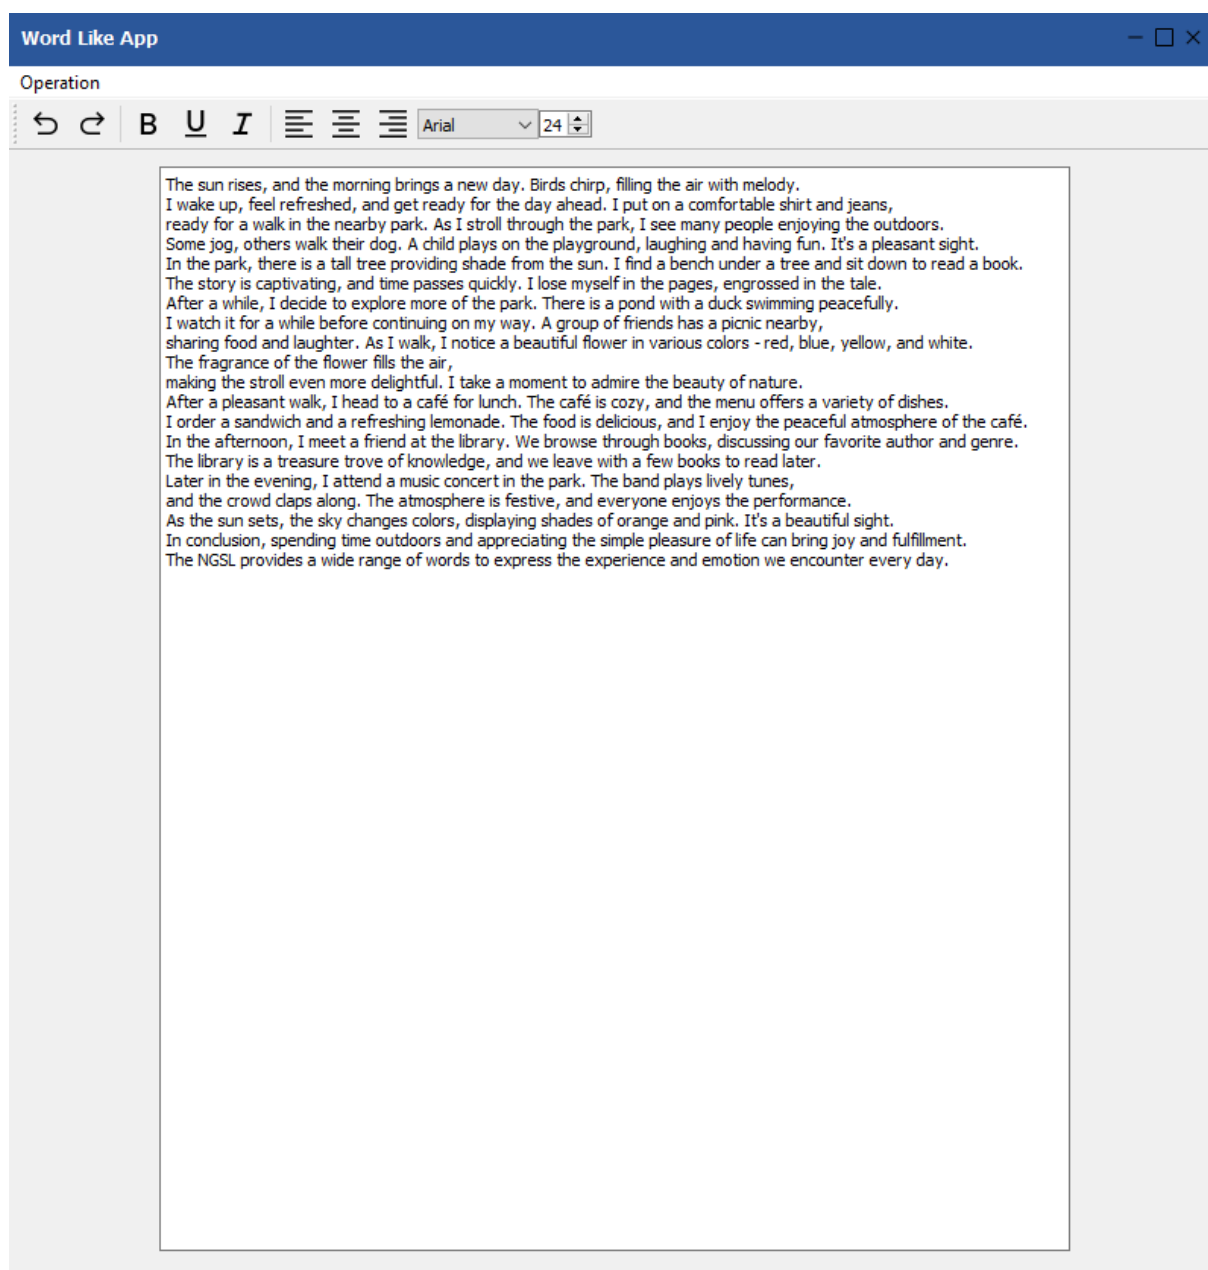 Word Like App
Operation
B U I Arial 24
The sun rises, and the morning brings a new day. Birds chirp, filling the air with melody.
I wake up, feel refreshed, and get ready for the day ahead. I put on a comfortable shirt and jeans,
ready for a walk in the nearby park. As I stroll through the park, I see many people enjoying the outdoors.
Some jog, others walk their dog. A child plays on the playground, laughing and having fun. It's a pleasant sight.
In the park, there is a tall tree providing shade from the sun. I find a bench under a tree and sit down to read a book.
The story is captivating, and time passes quickly. I lose myself in the pages, engrossed in the tale.
After a while, I decide to explore more of the park. There is a pond with a duck swimming peacefully.
I watch it for a while before continuing on my way. A group of friends has a picnic nearby,
sharing food and laughter. As I walk, I notice a beautiful flower in various colors - red, blue, yellow, and white.
The fragrance of the flower fills the air,
making the stroll even more delightful. I take a moment to admire the beauty of nature.
After a pleasant walk, I head to a café for lunch. The café is cozy, and the menu offers a variety of dishes.
I order a sandwich and a refreshing lemonade. The food is delicious, and I enjoy the peaceful atmosphere of the café.
In the afternoon, I meet a friend at the library. We browse through books, discussing our favorite author and genre.
The library is a treasure trove of knowledge, and we leave with a few books to read later.
Later in the evening, I attend a music concert in the park. The band plays lively tunes,
and the crowd claps along. The atmosphere is festive, and everyone enjoys the performance.
As the sun sets, the sky changes colors, displaying shades of orange and pink. It's a beautiful sight.
In conclusion, spending time outdoors and appreciating the simple pleasure of life can bring joy and fulfillment.
The NGSL provides a wide range of words to express the experience and emotion we encounter every day.